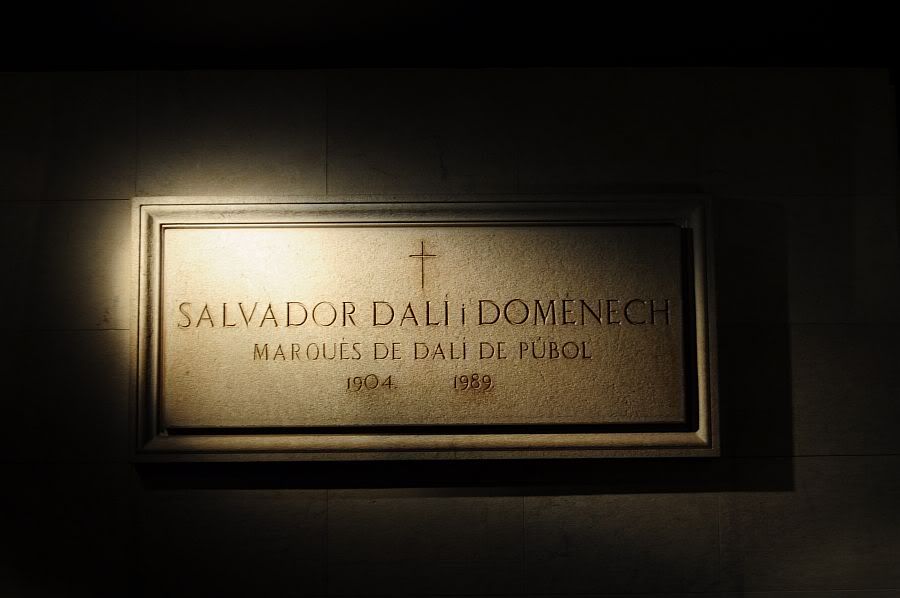 SALVADOR DALÍ i DOMÈNECH
MARQUÈS DE DALÍ DE PÚBOL
1904. 1989.